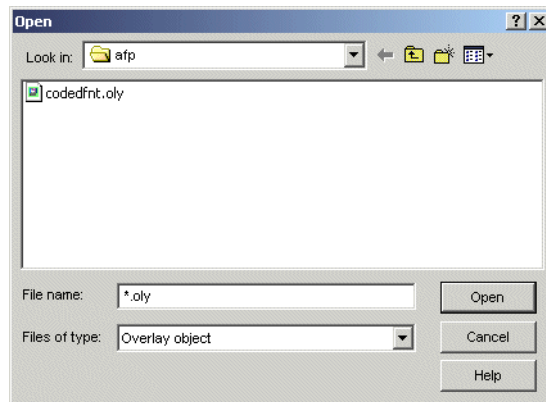 Open
Look in: afp
codedfnt.oly
File name: *.oly Open
Files of type: Overlay object Cancel
Help